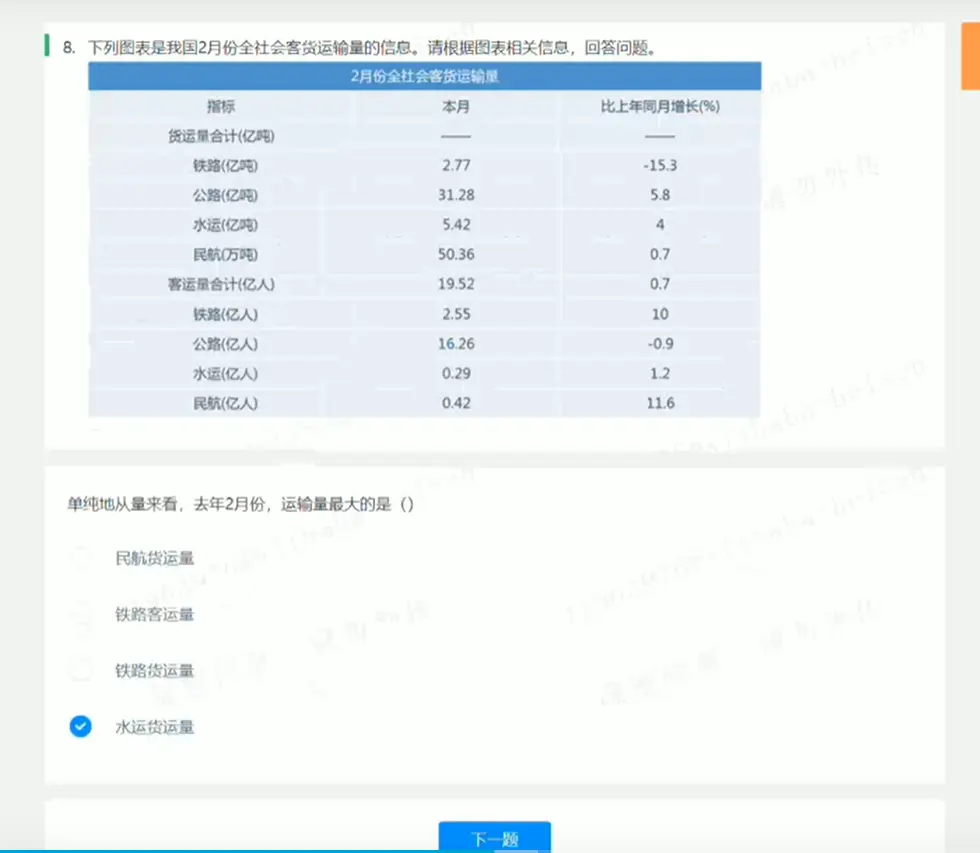 8. 下列图表是我国2月份全社会客货运输量的信息。请根据图表相关信息，回答问题。
2月份全社会客货运输量
指标 本月 比上年同月增长(%)
货运量合计(亿吨) —— ——
铁路(亿吨) 2.77 -15.3
公路(亿吨) 31.28 5.8
水运(亿吨) 5.42 4
民航(万吨) 50.36 0.7
客运量合计(亿人) 19.52 0.7
铁路(亿人) 2.55 10
公路(亿人) 16.26 -0.9
水运(亿人) 0.29 1.2
民航(亿人) 0.42 11.6
单纯地从量来看，去年2月份，运输量最大的是（）
民航货运量
铁路客运量
铁路货运量
水运货运量
下一题